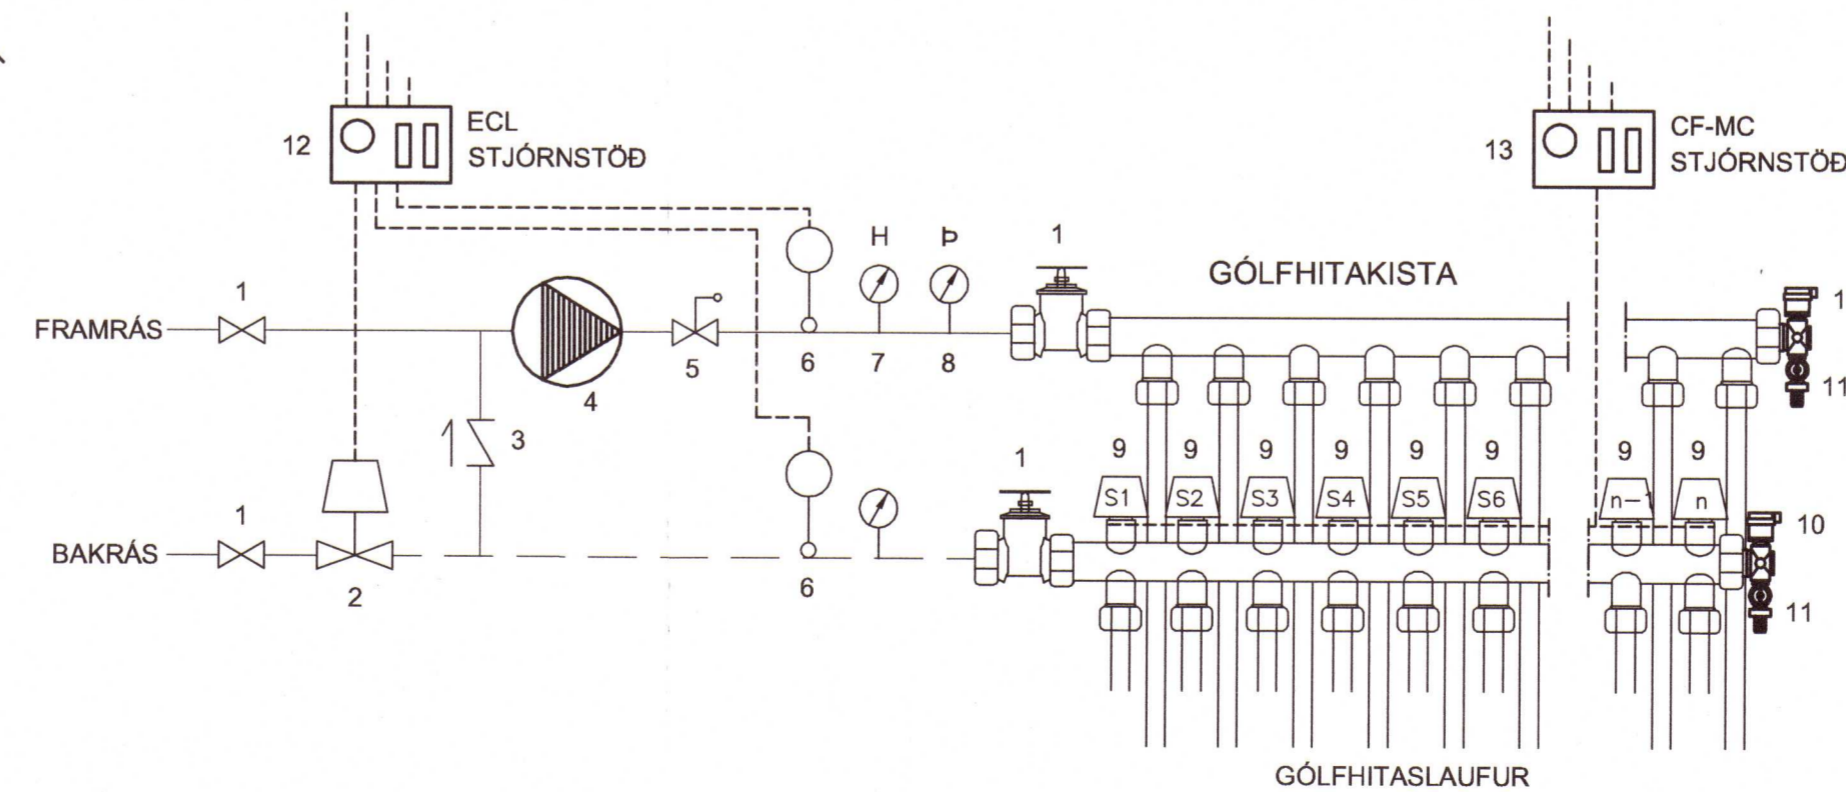 12
ECL
STJÓRNSTÖÐ
13
CF-MC
STJÓRNSTÖÐ
H
Þ
1
GÓLFHITAKISTA
1
FRAMRÁS
1
5
6
7
8
4
11
3
1
9
9
9
9
9
9
9
9
S1
S2
S3
S4
S5
S6
n-1
n
BAKRÁS
1
2
6
10
11
GÓLFHITASLAUFUR